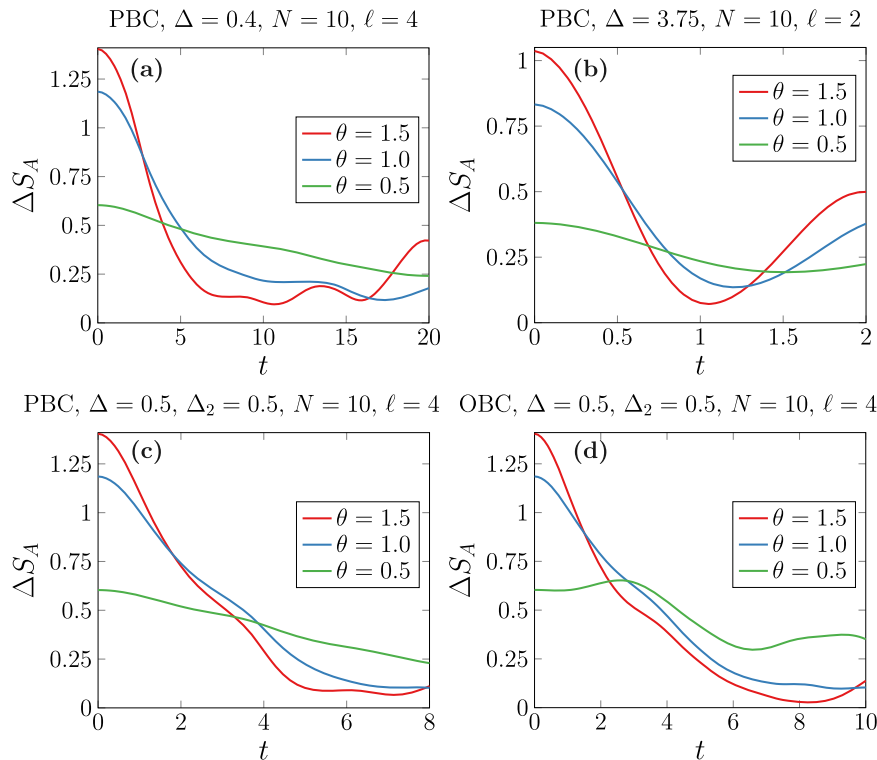 PBC, Δ = 0.4, N = 10, ℓ = 4
(a)
θ = 1.5
θ = 1.0
θ = 0.5
ΔS_A
1.25
1
0.75
0.5
0.25
0
0 5 10 15 20
t
PBC, Δ = 3.75, N = 10, ℓ = 2
(b)
θ = 1.5
θ = 1.0
θ = 0.5
ΔS_A
1
0.75
0.5
0.25
0
0 0.5 1 1.5 2
t
PBC, Δ = 0.5, Δ₂ = 0.5, N = 10, ℓ = 4
(c)
θ = 1.5
θ = 1.0
θ = 0.5
ΔS_A
1.25
1
0.75
0.5
0.25
0
0 2 4 6 8
t
OBC, Δ = 0.5, Δ₂ = 0.5, N = 10, ℓ = 4
(d)
θ = 1.5
θ = 1.0
θ = 0.5
ΔS_A
1.25
1
0.75
0.5
0.25
0
0 2 4 6 8 10
t